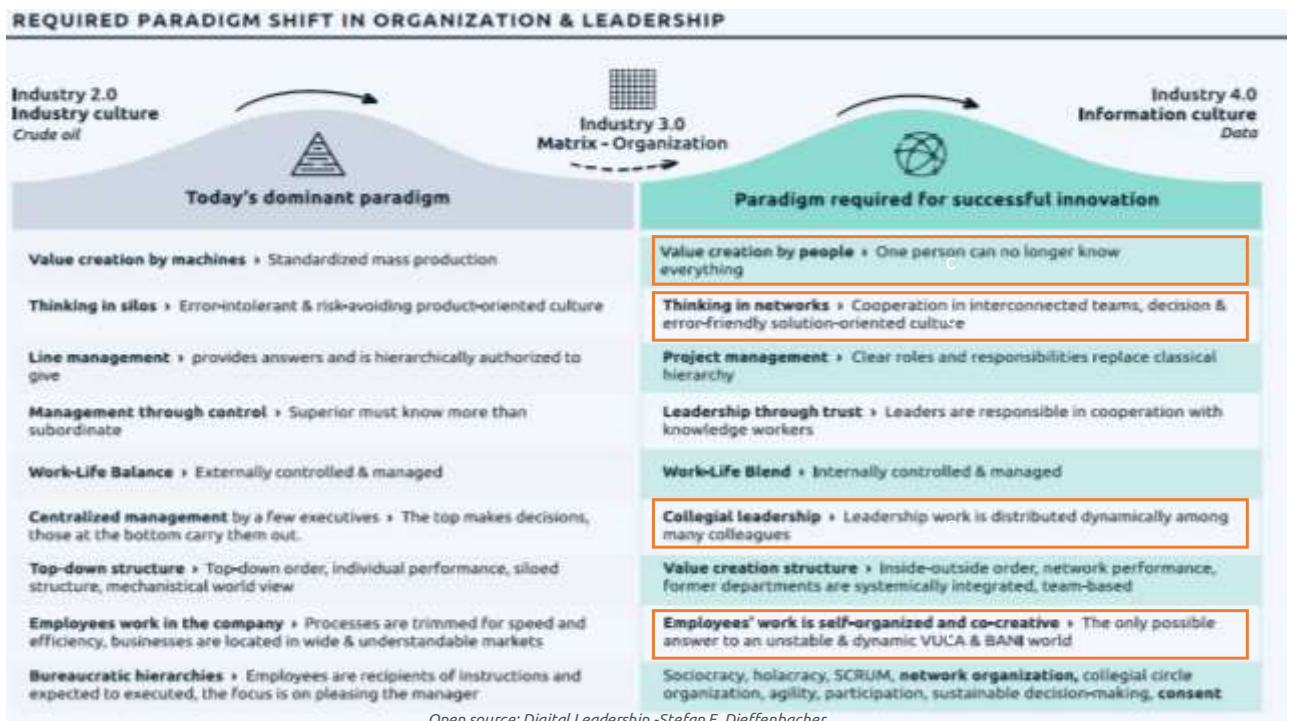 REQUIRED PARADIGM SHIFT IN ORGANIZATION & LEADERSHIP
Industry 2.0
Industry culture
Crude oil
Industry 3.0
Matrix - Organization
Industry 4.0
Information culture
Data
Today's dominant paradigm
Paradigm required for successful innovation
Value creation by machines › Standardized mass production
Value creation by people › One person can no longer know
everything
Thinking in silos › Error-intolerant & risk-avoiding product-oriented culture
Thinking in networks › Cooperation in interconnected teams, decision &
error-friendly solution-oriented culture
Line management › provides answers and is hierarchically authorized to
give
Project management › Clear roles and responsibilities replace classical
hierarchy
Management through control › Superior must know more than
subordinate
Leadership through trust › Leaders are responsible in cooperation with
knowledge workers
Work-Life Balance › Externally controlled & managed
Work-Life Blend › Internally controlled & managed
Centralized management by a few executives › The top makes decisions,
those at the bottom carry them out.
Collegial leadership › Leadership work is distributed dynamically among
many colleagues
Top-down structure › Top-down order, individual performance, siloed
structure, mechanistical world view
Value creation structure › Inside-outside order, network performance,
former departments are systemically integrated, team-based
Employees work in the company › Processes are trimmed for speed and
efficiency, businesses are located in wide & understandable markets
Employees' work is self-organized and co-creative › The only possible
answer to an unstable & dynamic VUCA & BANI world
Bureaucratic hierarchies › Employees are recipients of instructions and
expected to executed, the focus is on pleasing the manager
Sociocracy, holacracy, SCRUM, network organization, collegial circle
organization, agility, participation, sustainable decision-making, consent
Open source: Digital Leadership -Stefan F. Dieffenbacher